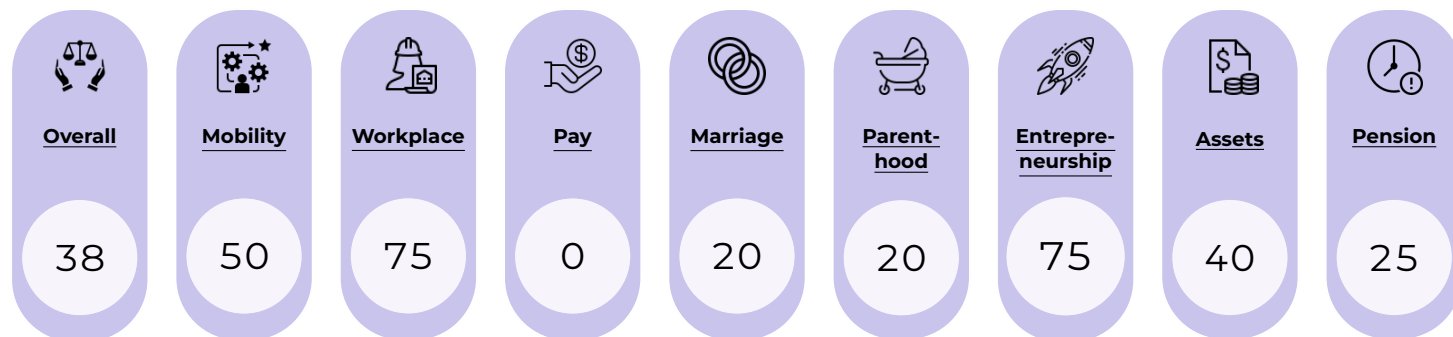 Overall
38
Mobility
50
Workplace
75
Pay
0
Marriage
20
Parent-
hood
20
Entrepre-
neurship
75
Assets
40
Pension
25